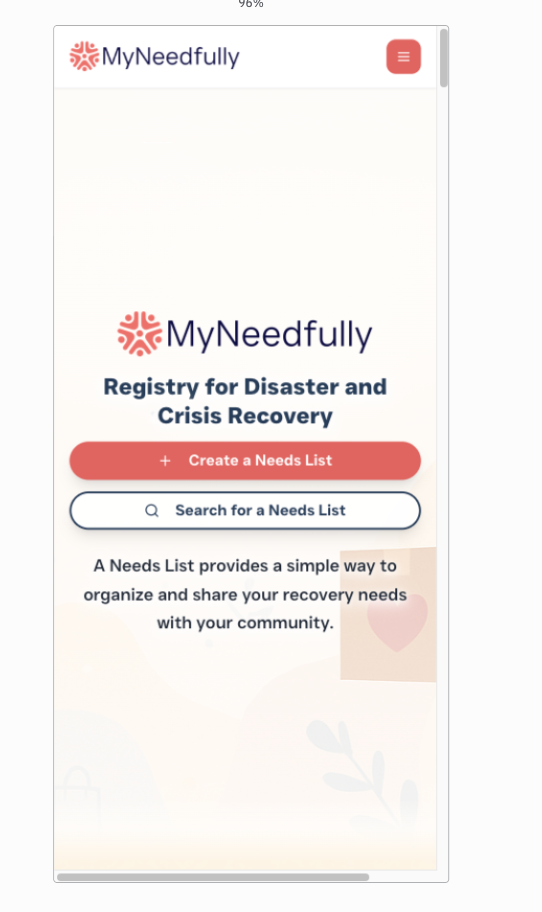 96%
MyNeedfully
MyNeedfully
Registry for Disaster and
Crisis Recovery
Create a Needs List
Search for a Needs List
A Needs List provides a simple way to
organize and share your recovery needs
with your community.